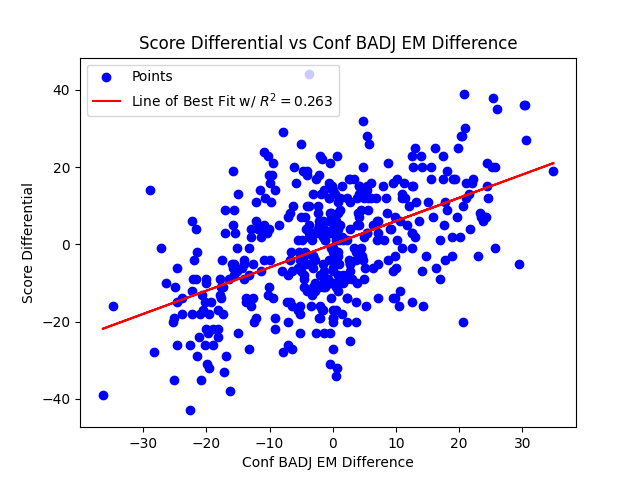 Score Differential vs Conf BADJ EM Difference
Points
Line of Best Fit w/ R² = 0.263
Score Differential
40
20
0
−20
−40
−30
−20
−10
0
10
20
30
Conf BADJ EM Difference